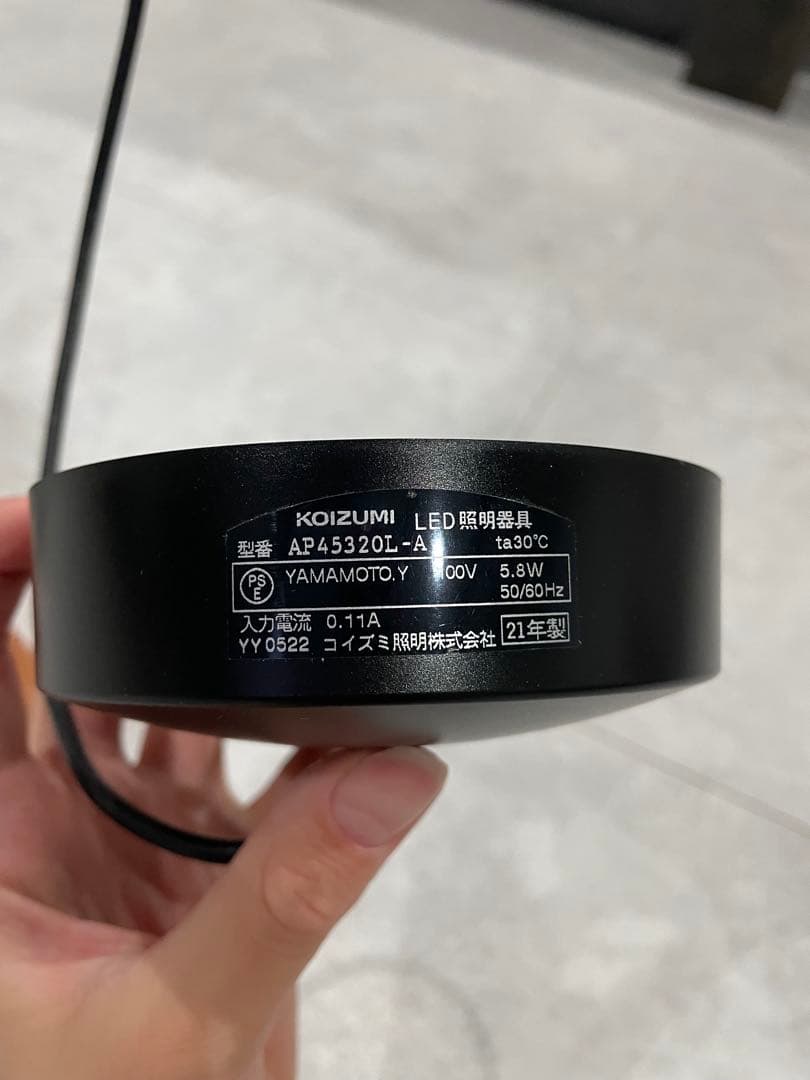 KOIZUMI LED照明器具
型番 AP45320L-A ta30℃
PS E YAMAMOTO.Y 100V 5.8W
50/60Hz
入力電流 0.11A
YY0522 コイズミ照明株式会社 21年製